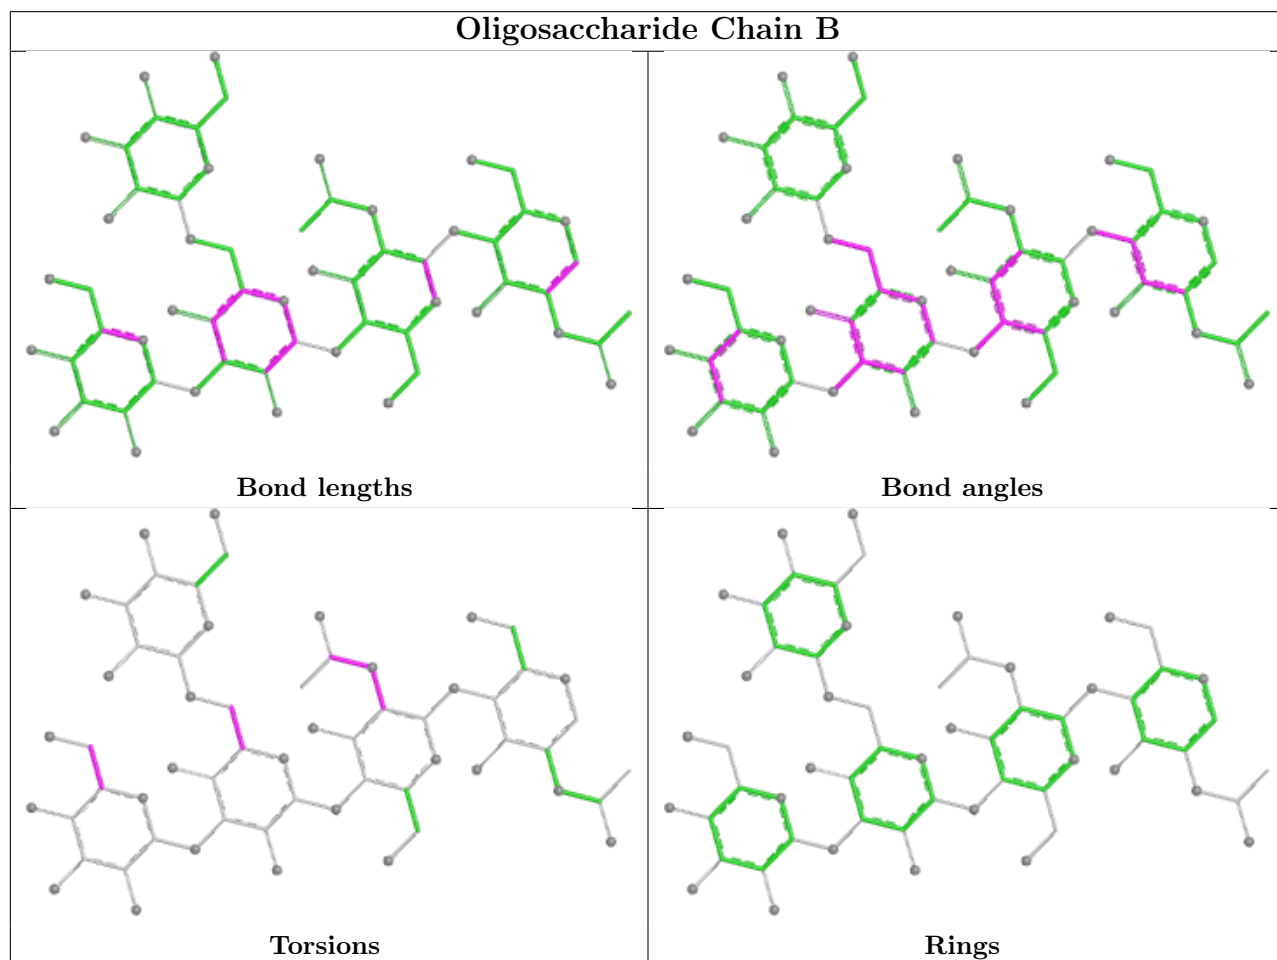 Oligosaccharide Chain B
Bond lengths
Bond angles
Torsions
Rings